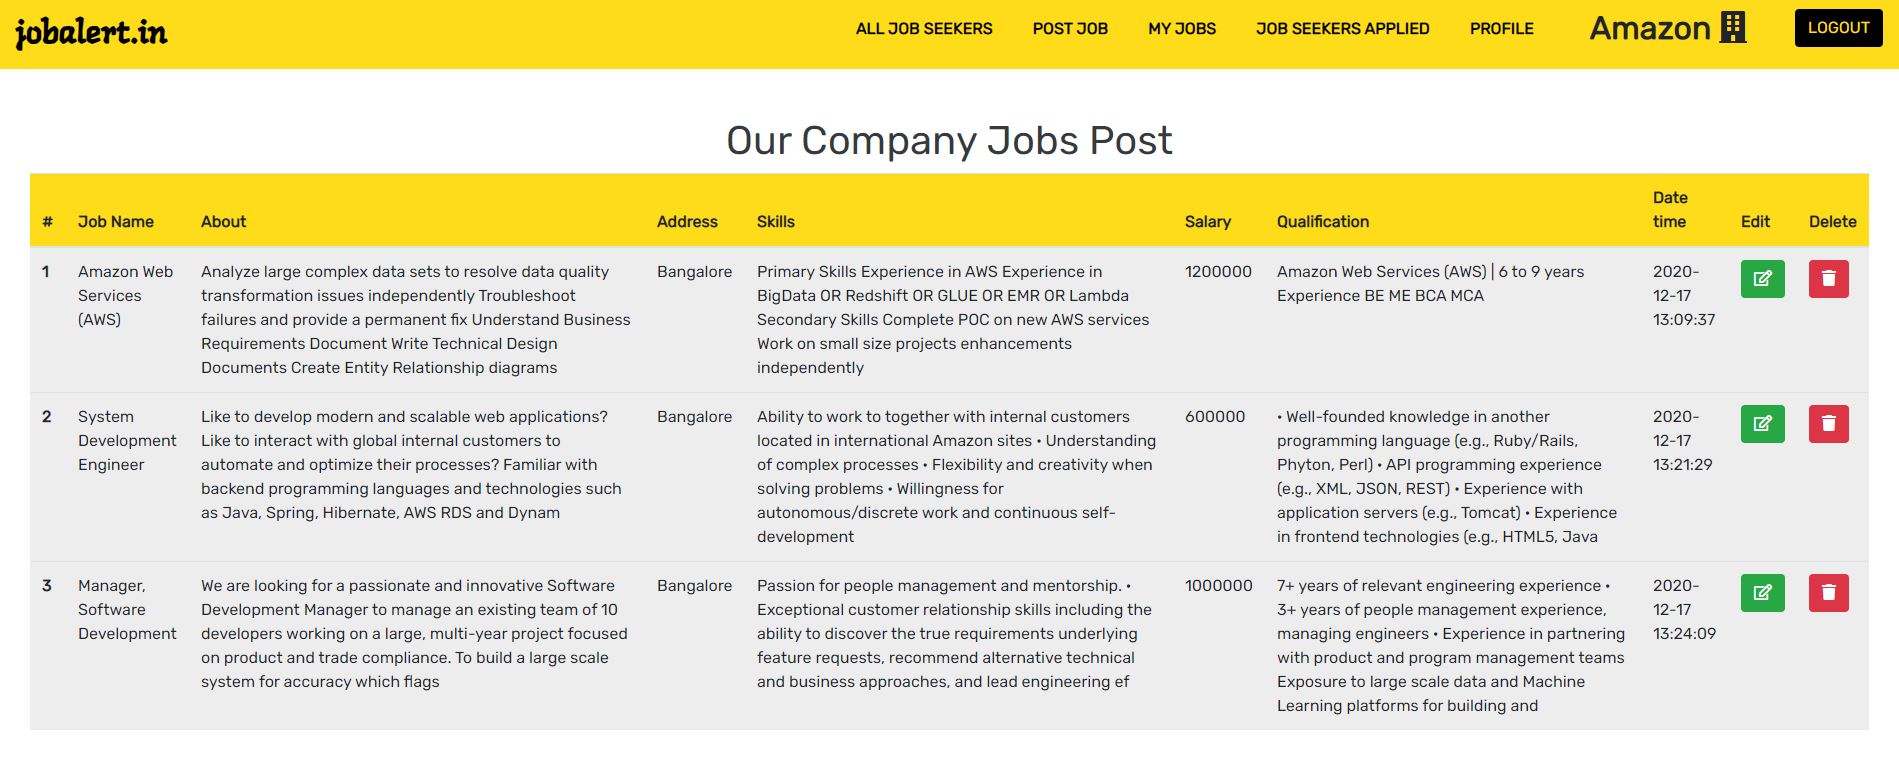 jobalert.in
ALL JOB SEEKERS
POST JOB
MY JOBS
JOB SEEKERS APPLIED
PROFILE
Amazon
LOGOUT
Our Company Jobs Post
#
Job Name
About
Address
Skills
Salary
Qualification
Date
time
Edit
Delete
1
Amazon Web
Services
(AWS)
Analyze large complex data sets to resolve data quality
transformation issues independently Troubleshoot
failures and provide a permanent fix Understand Business
Requirements Document Write Technical Design
Documents Create Entity Relationship diagrams
Bangalore
Primary Skills Experience in AWS Experience in
BigData OR Redshift OR GLUE OR EMR OR Lambda
Secondary Skills Complete POC on new AWS services
Work on small size projects enhancements
independently
1200000
Amazon Web Services (AWS) | 6 to 9 years
Experience BE ME BCA MCA
2020-
12-17
13:09:37
2
System
Development
Engineer
Like to develop modern and scalable web applications?
Like to interact with global internal customers to
automate and optimize their processes? Familiar with
backend programming languages and technologies such
as Java, Spring, Hibernate, AWS RDS and Dynam
Bangalore
Ability to work to together with internal customers
located in international Amazon sites • Understanding
of complex processes • Flexibility and creativity when
solving problems • Willingness for
autonomous/discrete work and continuous self-
development
600000
• Well-founded knowledge in another
programming language (e.g., Ruby/Rails,
Phyton, Perl) • API programming experience
(e.g., XML, JSON, REST) • Experience with
application servers (e.g., Tomcat) • Experience
in frontend technologies (e.g., HTML5, Java
2020-
12-17
13:21:29
3
Manager,
Software
Development
We are looking for a passionate and innovative Software
Development Manager to manage an existing team of 10
developers working on a large, multi-year project focused
on product and trade compliance. To build a large scale
system for accuracy which flags
Bangalore
Passion for people management and mentorship. •
Exceptional customer relationship skills including the
ability to discover the true requirements underlying
feature requests, recommend alternative technical
and business approaches, and lead engineering ef
1000000
7+ years of relevant engineering experience •
3+ years of people management experience,
managing engineers • Experience in partnering
with product and program management teams
Exposure to large scale data and Machine
Learning platforms for building and
2020-
12-17
13:24:09